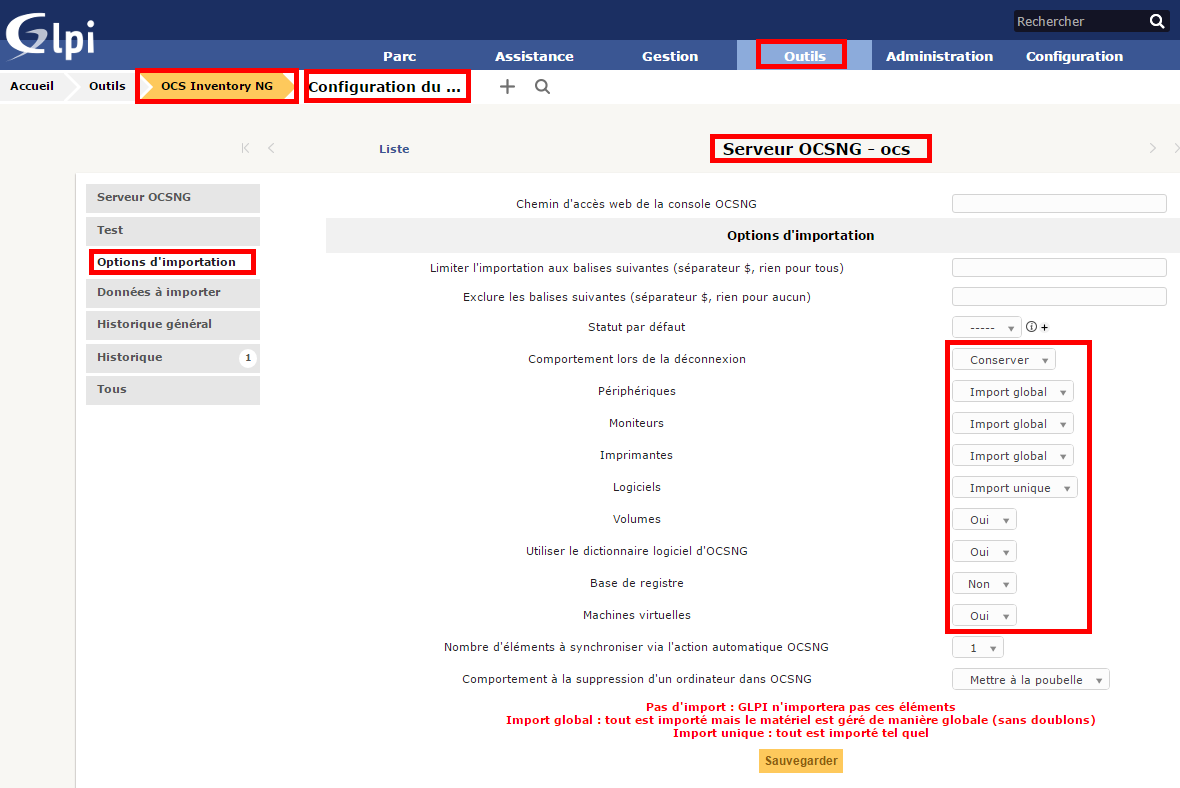 Glpi
Rechercher
Parc Assistance Gestion Outils Administration Configuration
Accueil Outils OCS Inventory NG Configuration du ...
Liste Serveur OCSNG - ocs
Serveur OCSNG
Test
Options d'importation
Données à importer
Historique général
Historique 1
Tous
Chemin d'accès web de la console OCSNG
Options d'importation
Limiter l'importation aux balises suivantes (séparateur $, rien pour tous)
Exclure les balises suivantes (séparateur $, rien pour aucun)
Statut par défaut -----
Comportement lors de la déconnexion Conserver
Périphériques Import global
Moniteurs Import global
Imprimantes Import global
Logiciels Import unique
Volumes Oui
Utiliser le dictionnaire logiciel d'OCSNG Oui
Base de registre Non
Machines virtuelles Oui
Nombre d'éléments à synchroniser via l'action automatique OCSNG 1
Comportement à la suppression d'un ordinateur dans OCSNG Mettre à la poubelle
Pas d'import : GLPI n'importera pas ces éléments
Import global : tout est importé mais le matériel est géré de manière globale (sans doublons)
Import unique : tout est importé tel quel
Sauvegarder